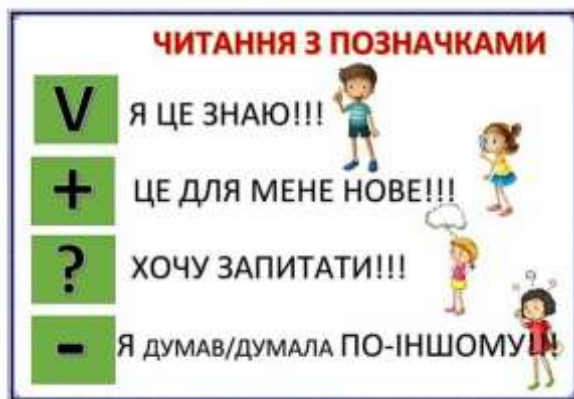 ЧИТАННЯ З ПОЗНАЧКАМИ
V Я ЦЕ ЗНАЮ!!!
+ ЦЕ ДЛЯ МЕНЕ НОВЕ!!!
? ХОЧУ ЗАПИТАТИ!!!
- Я ДУМАВ/ДУМАЛА ПО-ІНШОМУ!!!